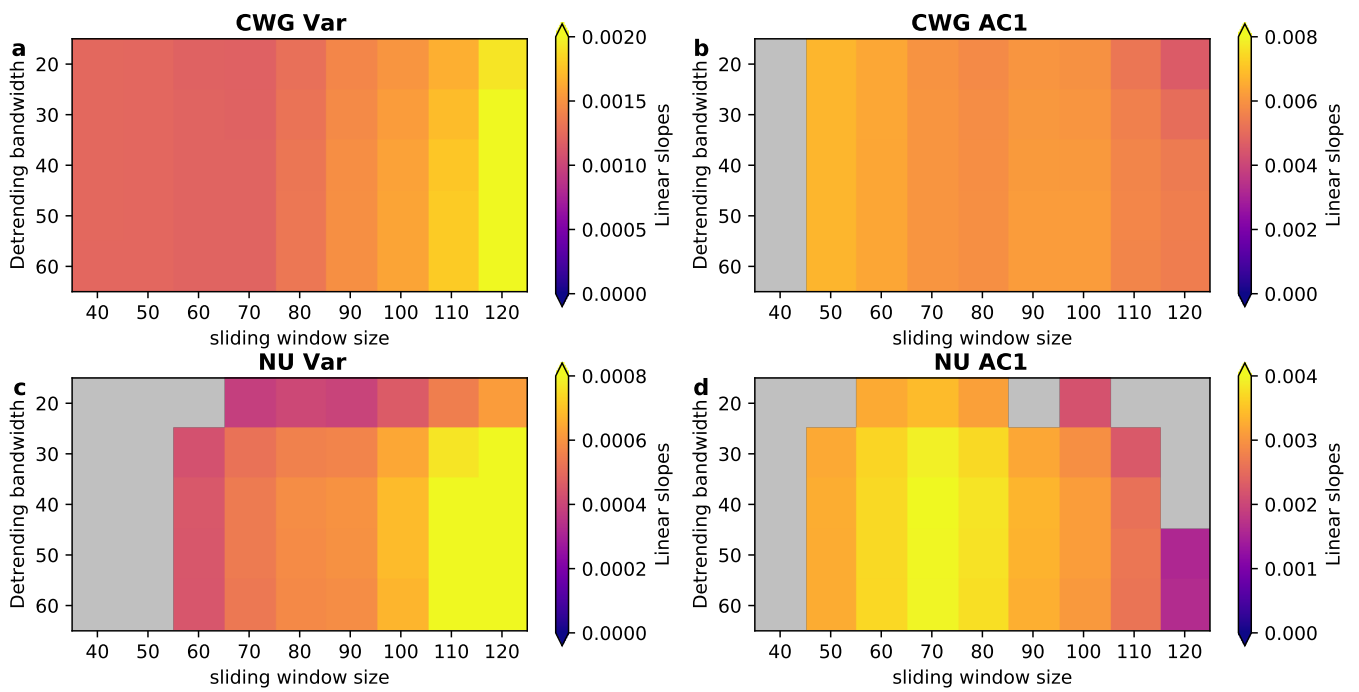 CWG Var
a
Detrending bandwidth
20
30
40
50
60
40 50 60 70 80 90 100 110 120
sliding window size
0.0020
0.0015
0.0010
0.0005
0.0000
Linear slopes
CWG AC1
b
Detrending bandwidth
20
30
40
50
60
40 50 60 70 80 90 100 110 120
sliding window size
0.008
0.006
0.004
0.002
0.000
Linear slopes
NU Var
c
Detrending bandwidth
20
30
40
50
60
40 50 60 70 80 90 100 110 120
sliding window size
0.0008
0.0006
0.0004
0.0002
0.0000
Linear slopes
NU AC1
d
Detrending bandwidth
20
30
40
50
60
40 50 60 70 80 90 100 110 120
sliding window size
0.004
0.003
0.002
0.001
0.000
Linear slopes